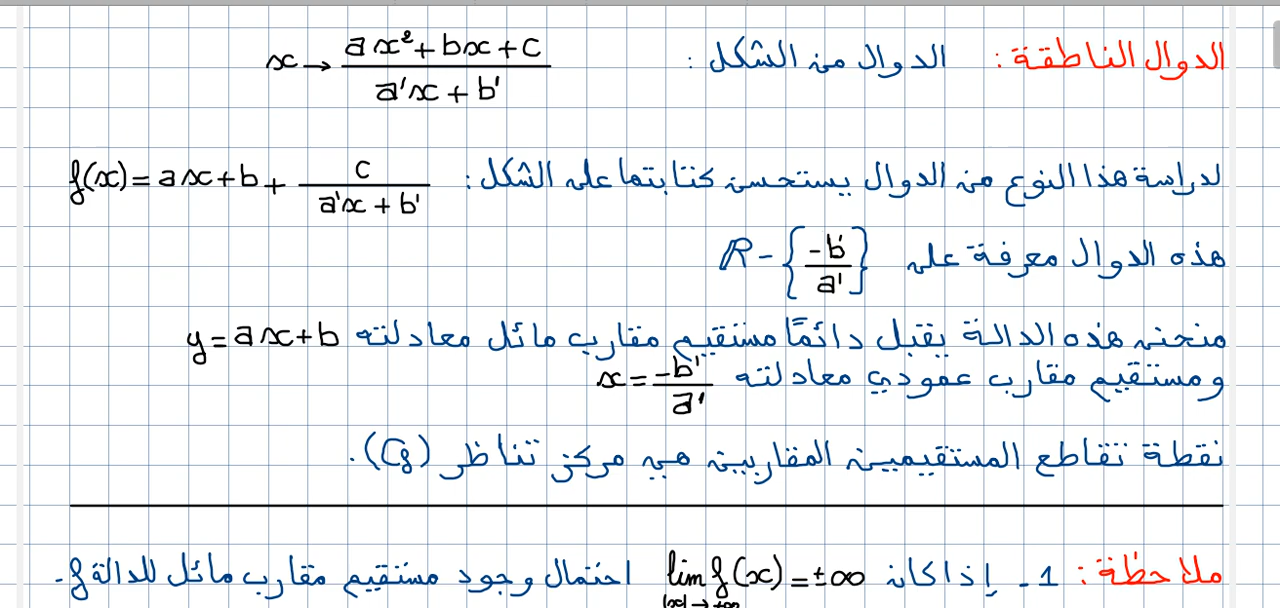 الدوال الناطقة: الدوال من الشكل: x → (ax² + bx + c)/(a'x + b')
لدراسة هذا النوع من الدوال يستحسن كتابتها على الشكل: f(x) = ax + b + c/(a'x + b')
هذه الدوال معرفة على R - {-b'/a'}
منحنى هذه الدالة يقبل دائمًا مستقيم مقارب مائل معادلته y = ax + b
ومستقيم مقارب عمودي معادلته x = -b'/a'
نقطة تقاطع المستقيميين المقاربين هي مركز تناظر (Cf).
ملاحظة: 1 - إذا كان lim f(x) = ±∞ احتمال وجود مستقيم مقارب مائل للدالة f.
|x| → +∞